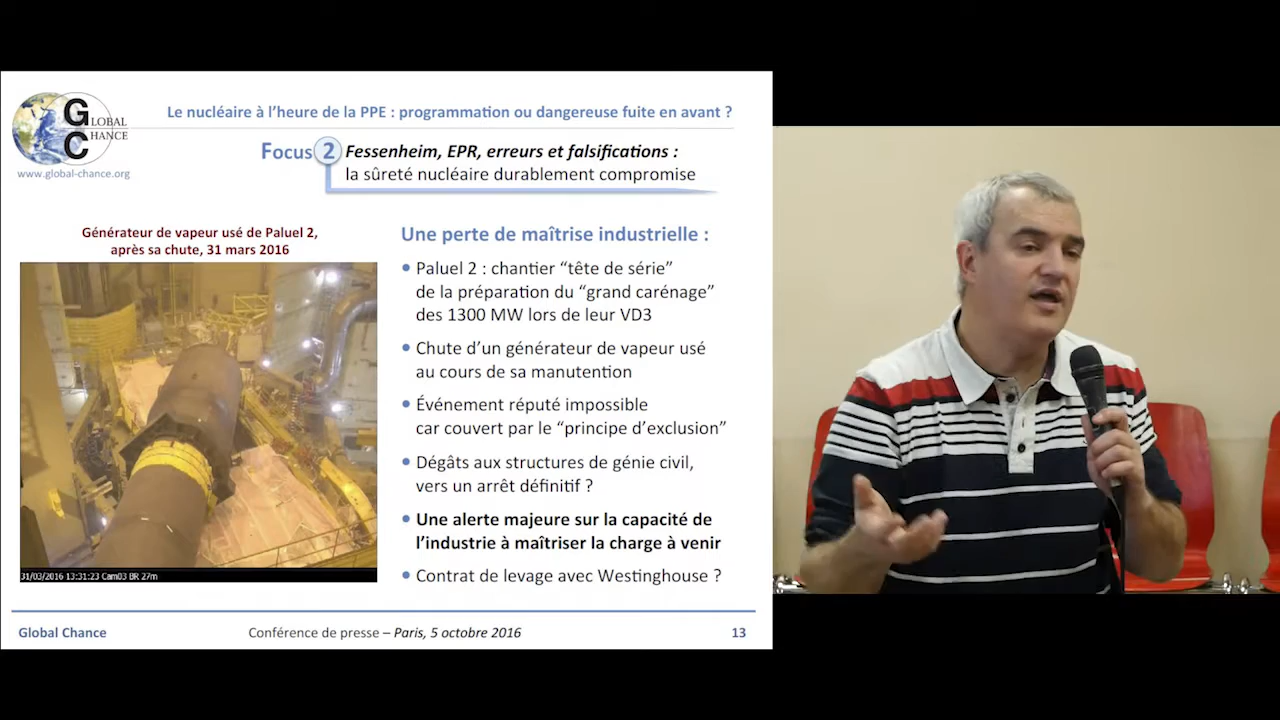 GLOBAL
CHANCE
www.global-chance.org
Le nucléaire à l'heure de la PPE : programmation ou dangereuse fuite en avant ?
Focus 2 Fessenheim, EPR, erreurs et falsifications :
la sûreté nucléaire durablement compromise
Générateur de vapeur usé de Paluel 2,
après sa chute, 31 mars 2016
31/03/2016 13:31:23 Cam03 BR 27m
Une perte de maîtrise industrielle :
• Paluel 2 : chantier “tête de série”
de la préparation du “grand carénage”
des 1300 MW lors de leur VD3
• Chute d'un générateur de vapeur usé
au cours de sa manutention
• Événement réputé impossible
car couvert par le “principe d'exclusion”
• Dégâts aux structures de génie civil,
vers un arrêt définitif ?
• Une alerte majeure sur la capacité de
l'industrie à maîtriser la charge à venir
• Contrat de levage avec Westinghouse ?
Global Chance
Conférence de presse – Paris, 5 octobre 2016
13